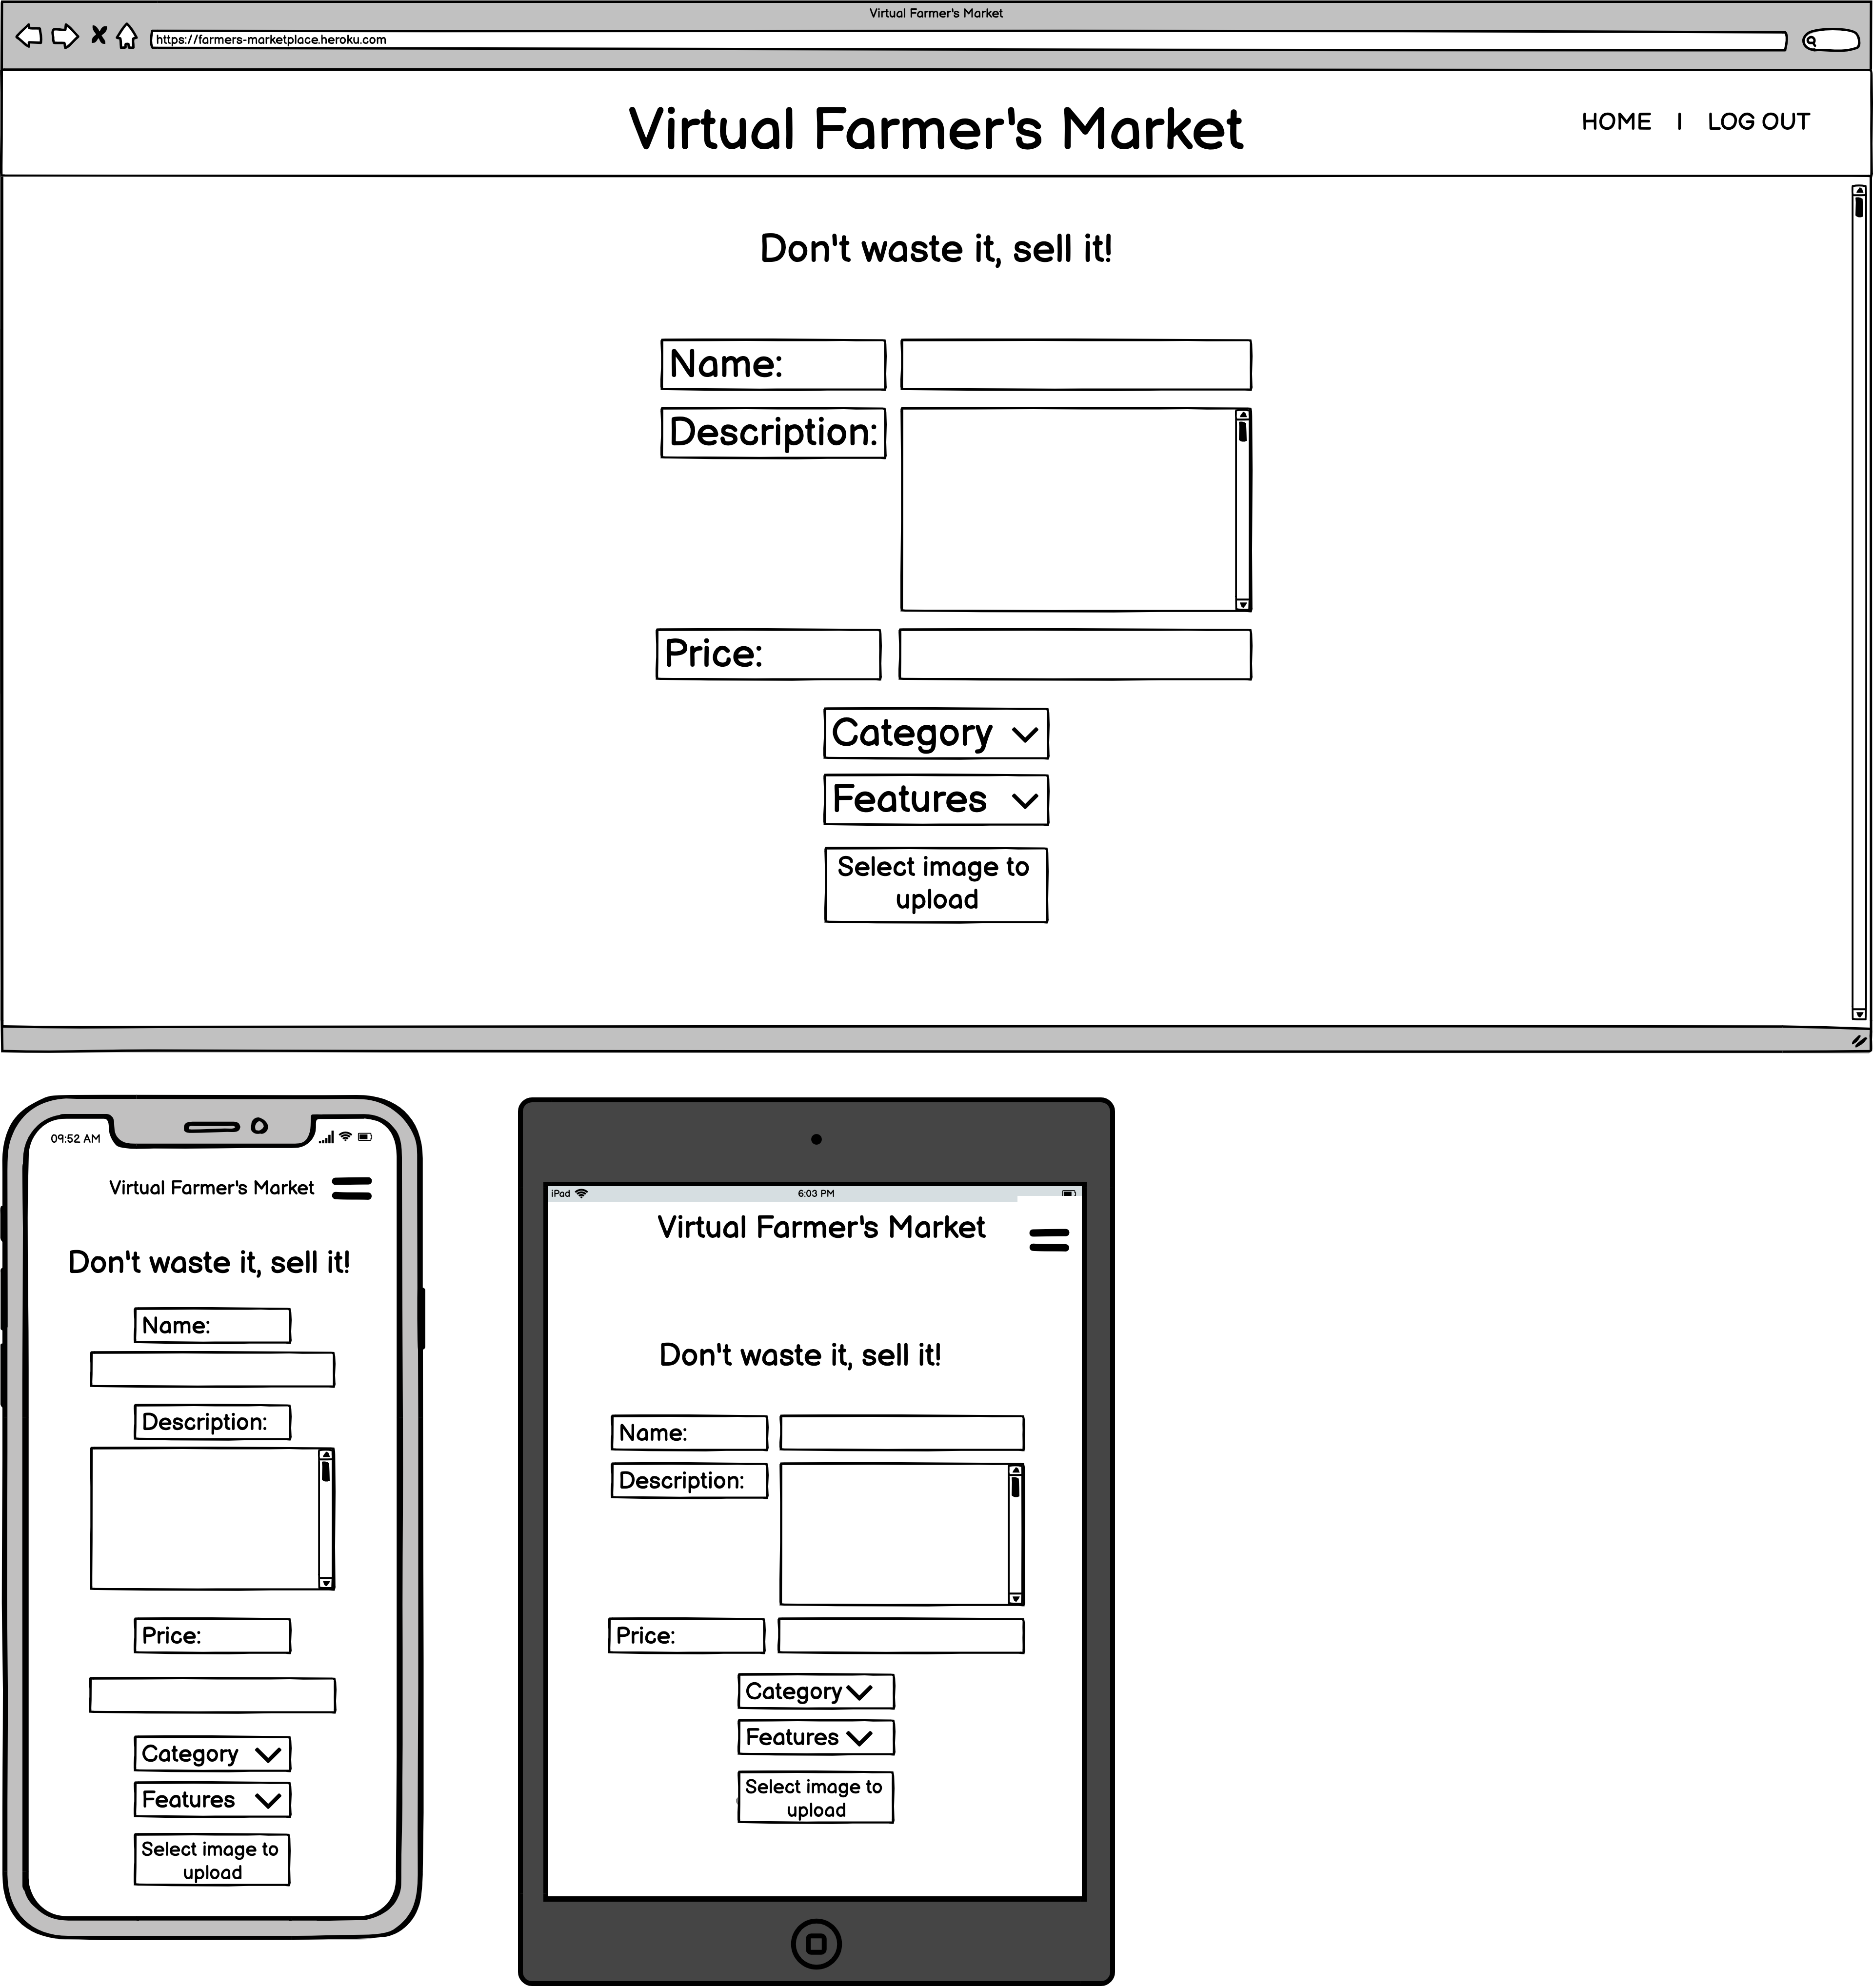 Virtual Farmer's Market
https://farmers-marketplace.heroku.com
Virtual Farmer's Market
HOME | LOG OUT
Don't waste it, sell it!
Name:
Description:
Price:
Category
Features
Select image to
upload
09:52 AM
Virtual Farmer's Market
Don't waste it, sell it!
Name:
Description:
Price:
Category
Features
Select image to
upload
iPad
6:03 PM
Virtual Farmer's Market
Don't waste it, sell it!
Name:
Description:
Price:
Category
Features
Select image to
upload